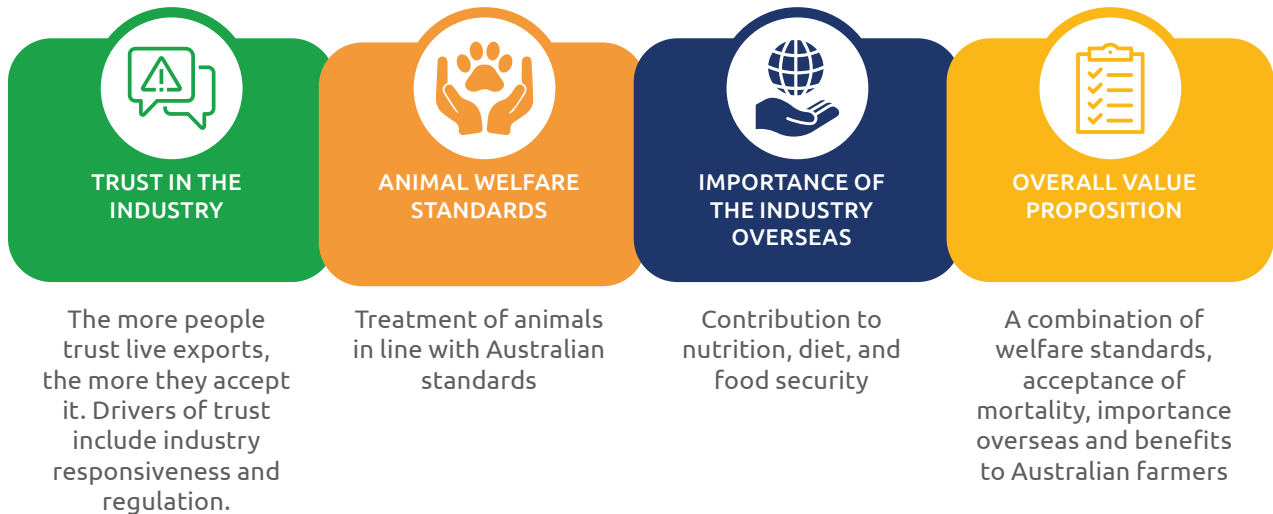 TRUST IN THE
INDUSTRY
The more people
trust live exports,
the more they accept
it. Drivers of trust
include industry
responsiveness and
regulation.
ANIMAL WELFARE
STANDARDS
Treatment of animals
in line with Australian
standards
IMPORTANCE OF
THE INDUSTRY
OVERSEAS
Contribution to
nutrition, diet, and
food security
OVERALL VALUE
PROPOSITION
A combination of
welfare standards,
acceptance of
mortality, importance
overseas and benefits
to Australian farmers